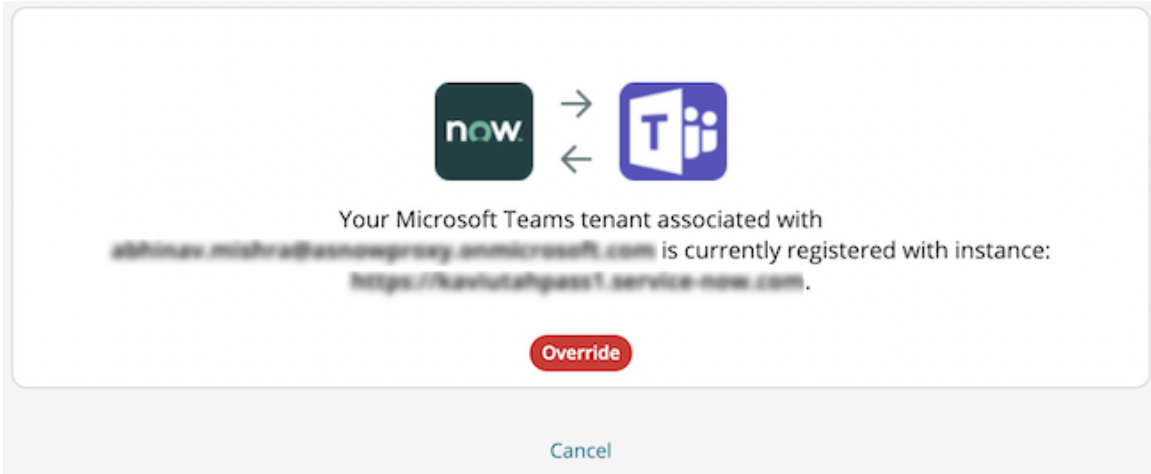 now.
T
Your Microsoft Teams tenant associated with
is currently registered with instance:
.
Override
Cancel